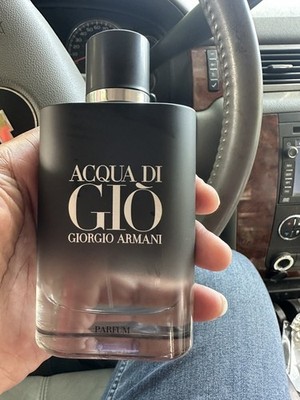 ACQUA DI
GIÒ
GIORGIO ARMANI
PARFUM